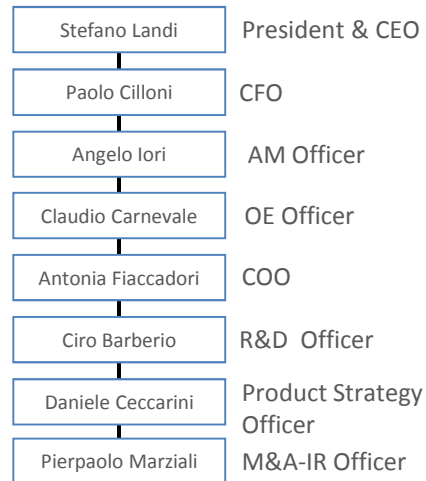 Stefano Landi President & CEO
Paolo Cilloni CFO
Angelo Iori AM Officer
Claudio Carnevale OE Officer
Antonia Fiaccadori COO
Ciro Barberio R&D Officer
Daniele Ceccarini Product Strategy
Officer
Pierpaolo Marziali M&A-IR Officer